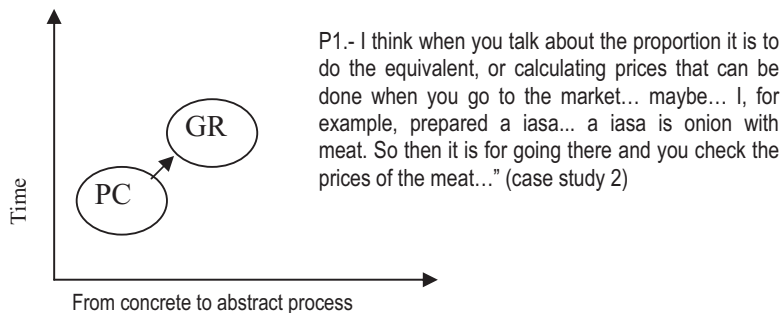 P1.- I think when you talk about the proportion it is to
do the equivalent, or calculating prices that can be
done when you go to the market… maybe… I, for
example, prepared a iasa... a iasa is onion with
meat. So then it is for going there and you check the
prices of the meat…” (case study 2)
GR
PC
Time
From concrete to abstract process